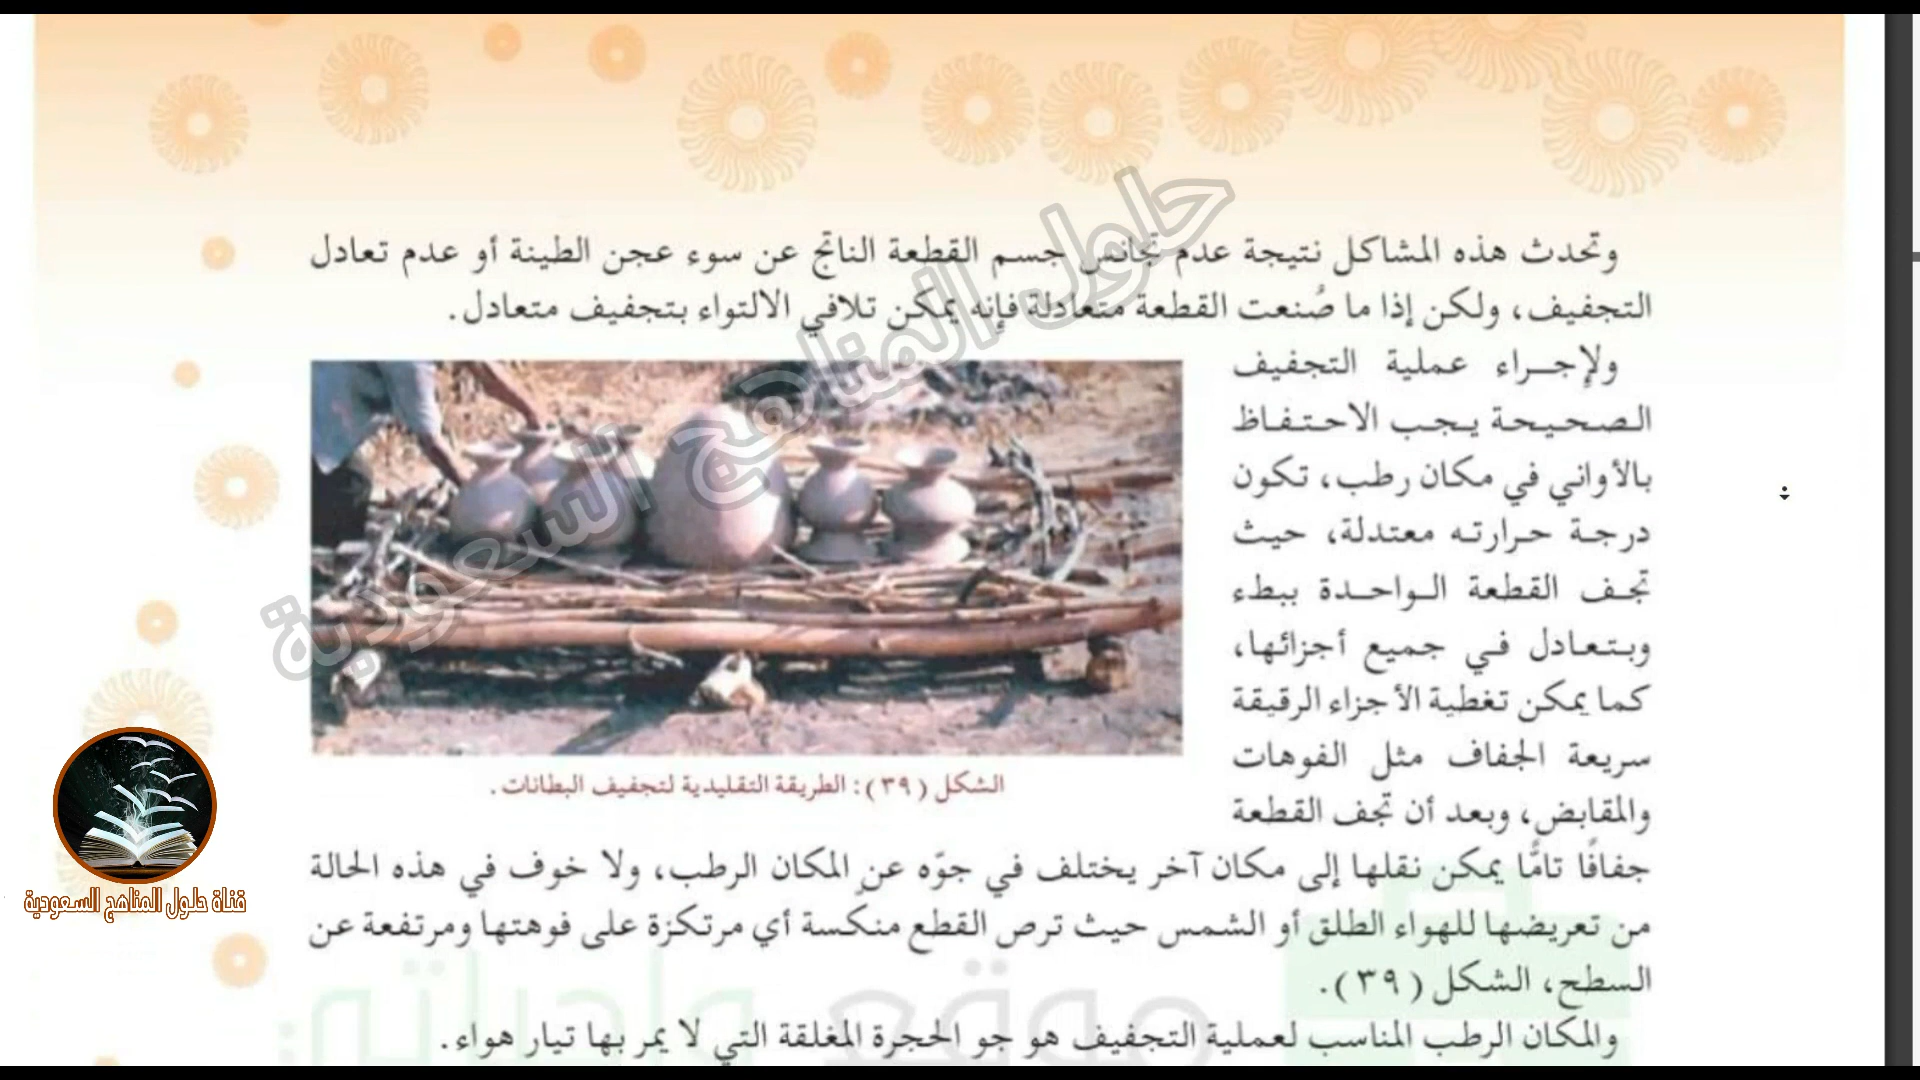 وتحدث هذه المشاكل نتيجة عدم تجانس جسم القطعة الناتج عن سوء عجن الطينة أو عدم تعادل
التجفيف، ولكن إذا ما صُنعت القطعة متعادلة فإنه يمكن تلافي الالتواء بتجفيف متعادل.
ولإجراء عملية التجفيف
الصحيحة يجب الاحتفاظ
بالأواني في مكان رطب، تكون
درجة حرارته معتدلة، حيث
تجف القطعة الواحدة ببطء
وبتعادل في جميع أجزائها،
كما يمكن تغطية الأجزاء الرقيقة
سريعة الجفاف مثل الفوهات
والمقابض، وبعد أن تجف القطعة
جفافًا تامًّا يمكن نقلها إلى مكان آخر يختلف في جوّه عن المكان الرطب، ولا خوف في هذه الحالة
من تعريضها للهواء الطلق أو الشمس حيث ترص القطع منكسة أي مرتكزة على فوهتها ومرتفعة عن
السطح، الشكل (٣٩).
والمكان الرطب المناسب لعملية التجفيف هو جو الحجرة المغلقة التي لا يمر بها تيار هواء.
الشكل (٣٩): الطريقة التقليدية لتجفيف البطانات.
حلول المناهج السعودية
قناة حلول المناهج السعودية
موقع واجباتي